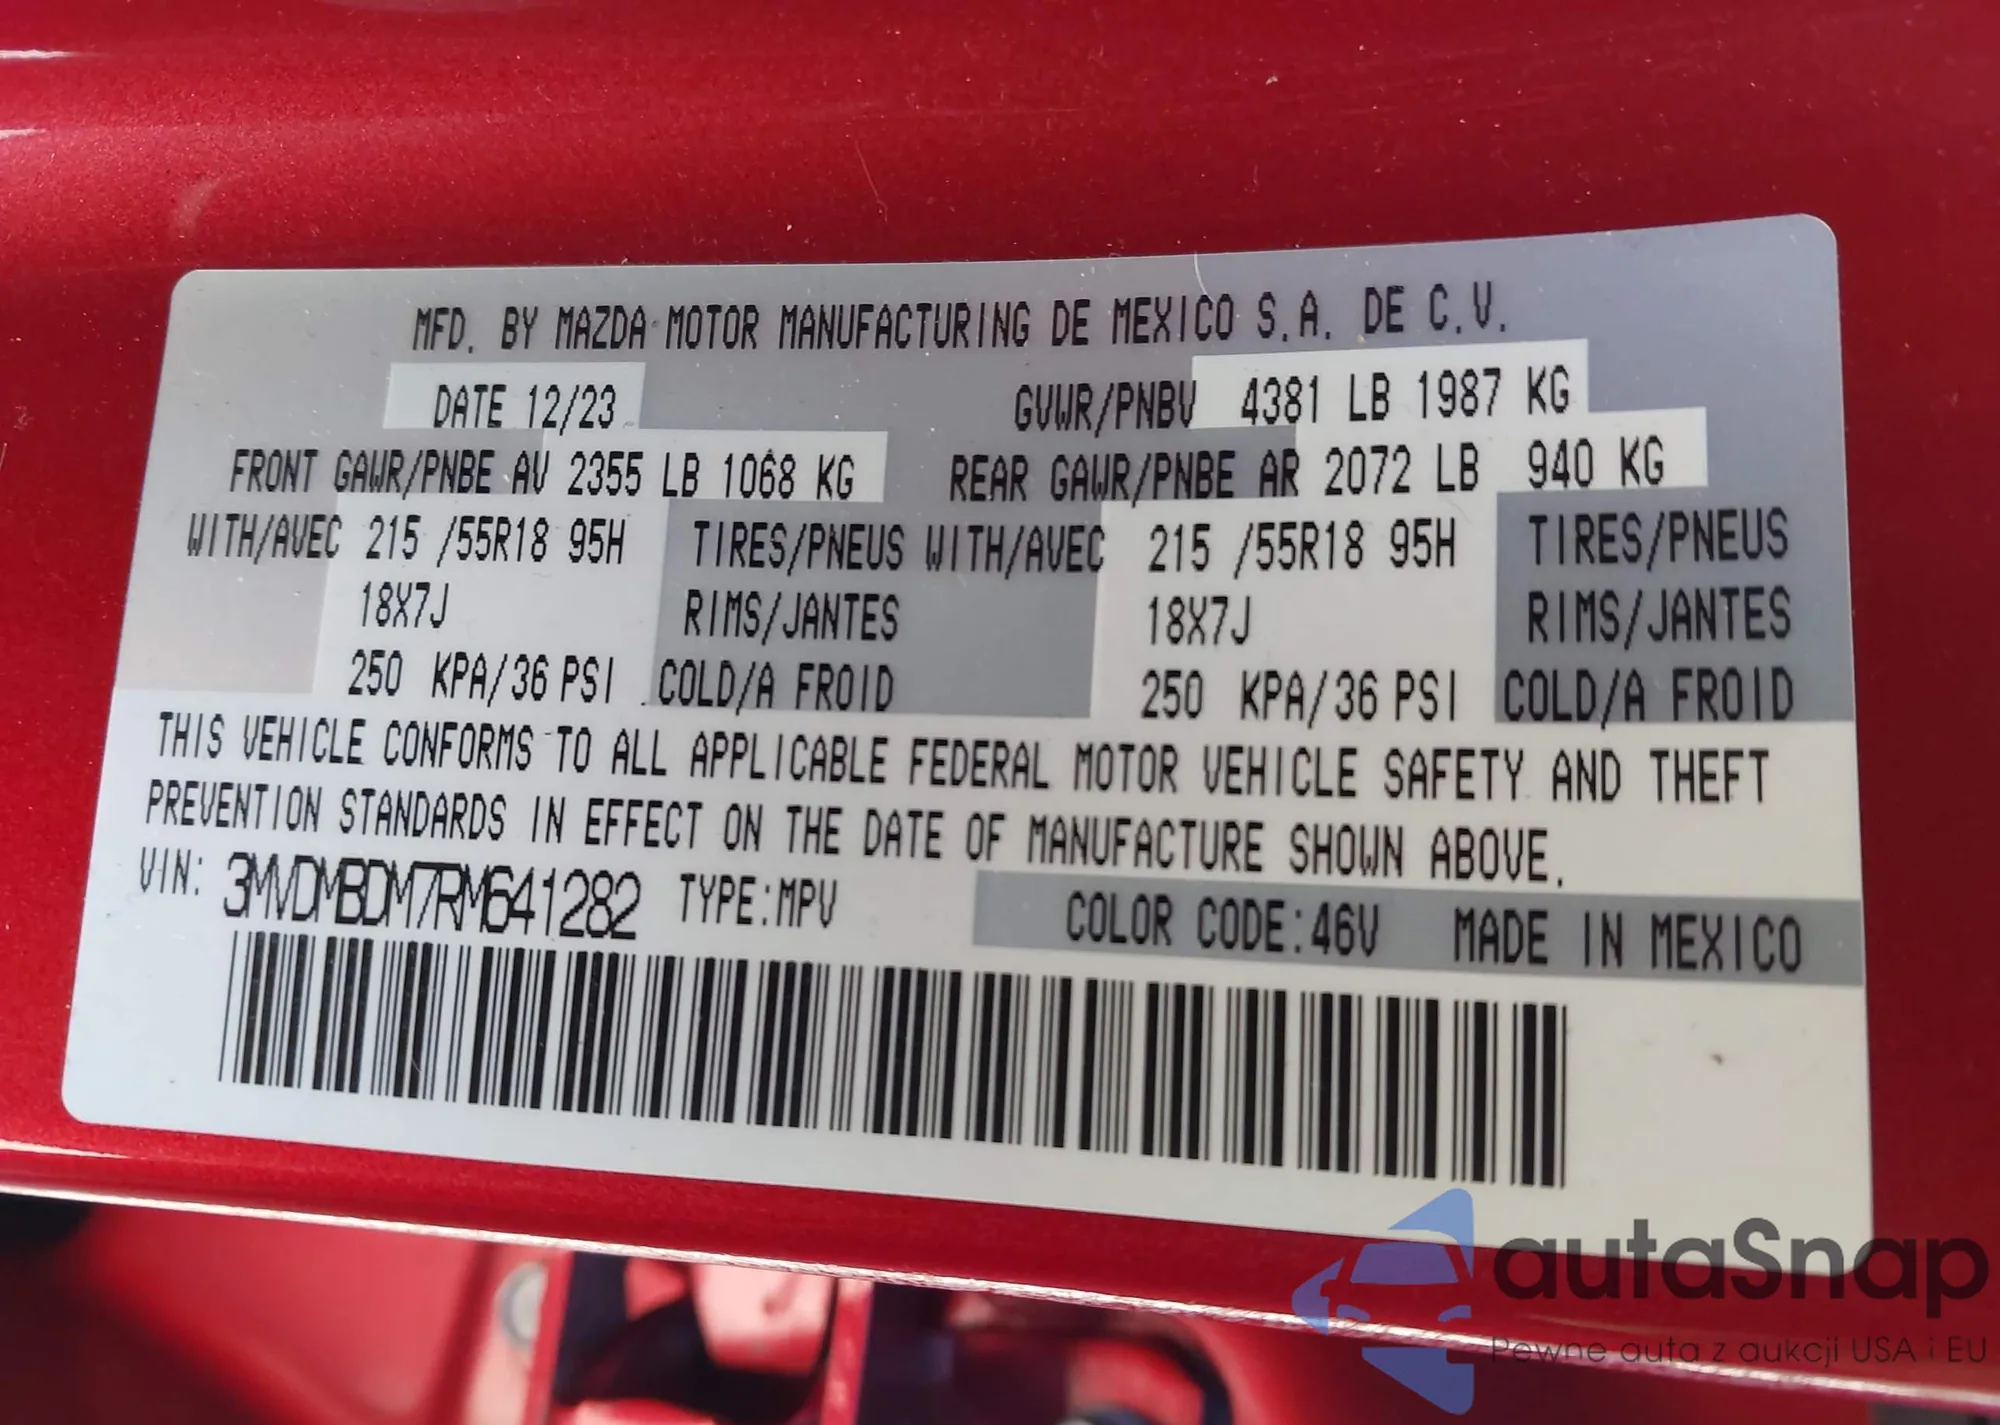 MFD. BY MAZDA MOTOR MANUFACTURING DE MEXICO S.A. DE C.V.
DATE 12/23 GVWR/PNBV 4381 LB 1987 KG
FRONT GAWR/PNBE AV 2355 LB 1068 KG REAR GAWR/PNBE AR 2072 LB 940 KG
WITH/AVEC 215 /55R18 95H TIRES/PNEUS WITH/AVEC 215 /55R18 95H TIRES/PNEUS
18X7J RIMS/JANTES 18X7J RIMS/JANTES
250 KPA/36 PSI COLD/A FROID 250 KPA/36 PSI COLD/A FROID
THIS VEHICLE CONFORMS TO ALL APPLICABLE FEDERAL MOTOR VEHICLE SAFETY AND THEFT
PREVENTION STANDARDS IN EFFECT ON THE DATE OF MANUFACTURE SHOWN ABOVE.
VIN: 3MVDMBDM7RM641282 TYPE:MPV COLOR CODE:46V MADE IN MEXICO
autaSnap
Pewne auta z aukcji USA i EU